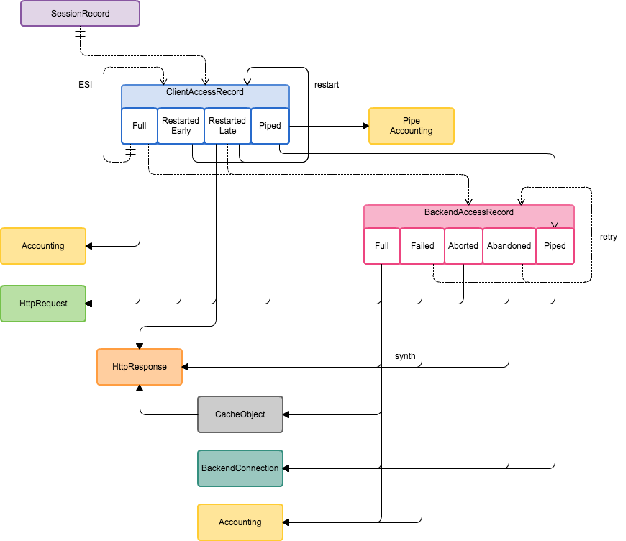 SessionRecord
ESI
ClientAccessRecord
restart
Full
Restarted
Early
Restarted
Late
Piped
Pipe
Accounting
BackendAccessRecord
retry
Full
Failed
Aborted
Abandoned
Piped
Accounting
HttpRequest
synth
HttpResponse
CacheObject
BackendConnection
Accounting